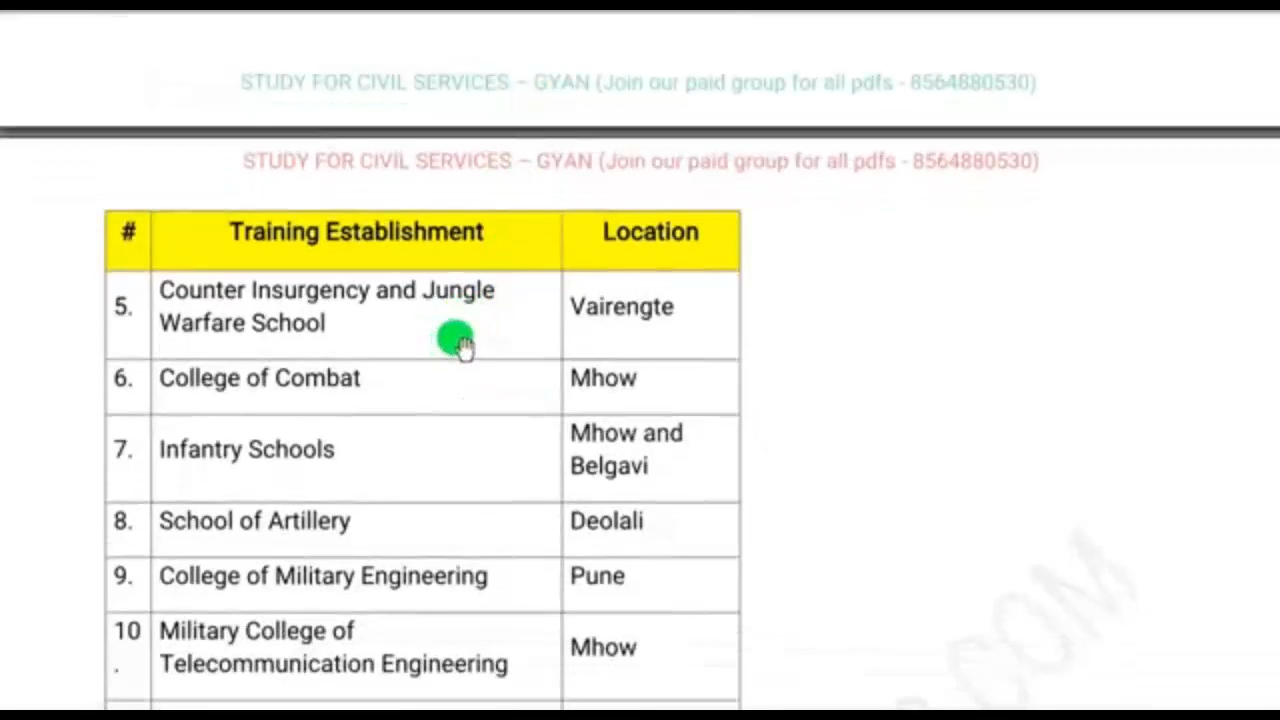 STUDY FOR CIVIL SERVICES – GYAN (Join our paid group for all pdfs - 8564880530)
STUDY FOR CIVIL SERVICES – GYAN (Join our paid group for all pdfs - 8564880530)
# Training Establishment Location
5. Counter Insurgency and Jungle
Warfare School Vairengte
6. College of Combat Mhow
7. Infantry Schools Mhow and
Belgavi
8. School of Artillery Deolali
9. College of Military Engineering Pune
10
. Military College of
Telecommunication Engineering Mhow
.COM